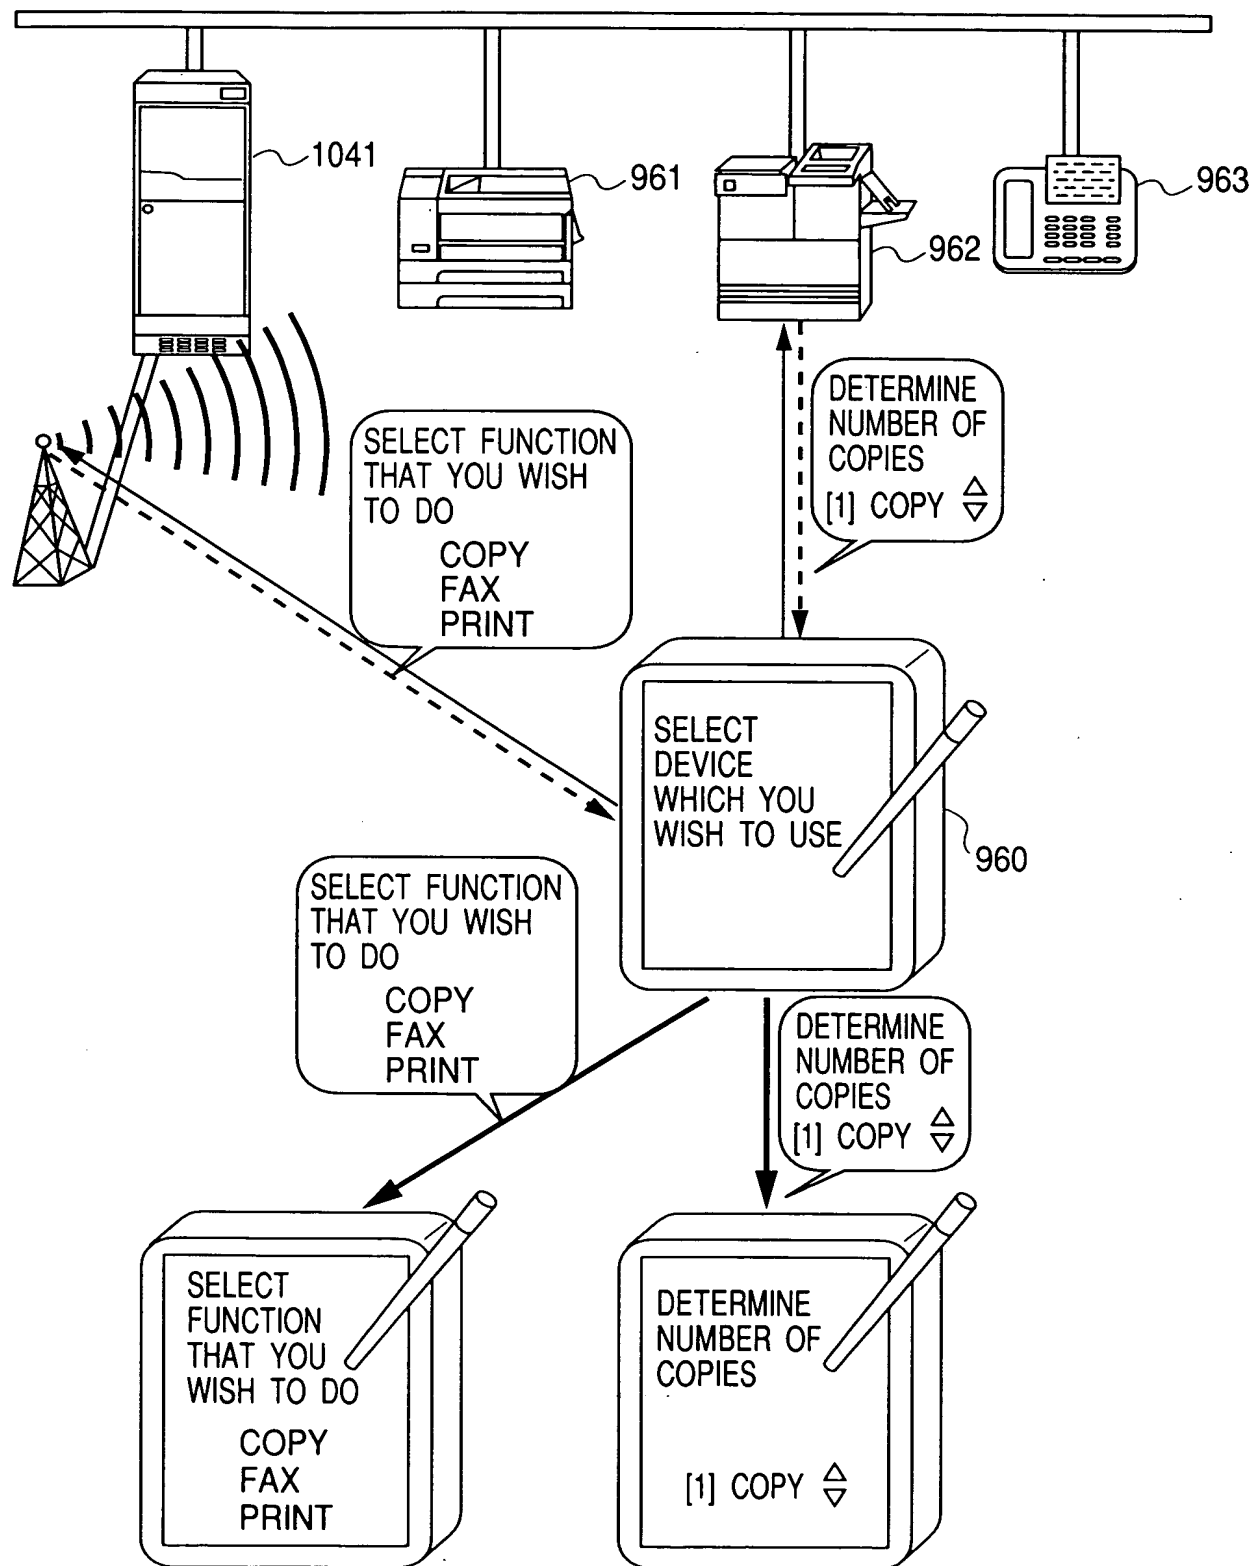 1041
961
962
963
DETERMINE
NUMBER OF
COPIES
[1] COPY △▽
SELECT FUNCTION
THAT YOU WISH
TO DO
COPY
FAX
PRINT
SELECT
DEVICE
WHICH YOU
WISH TO USE
960
SELECT FUNCTION
THAT YOU WISH
TO DO
COPY
FAX
PRINT
DETERMINE
NUMBER OF
COPIES
[1] COPY △▽
SELECT
FUNCTION
THAT YOU
WISH TO DO
COPY
FAX
PRINT
DETERMINE
NUMBER OF
COPIES
[1] COPY △▽